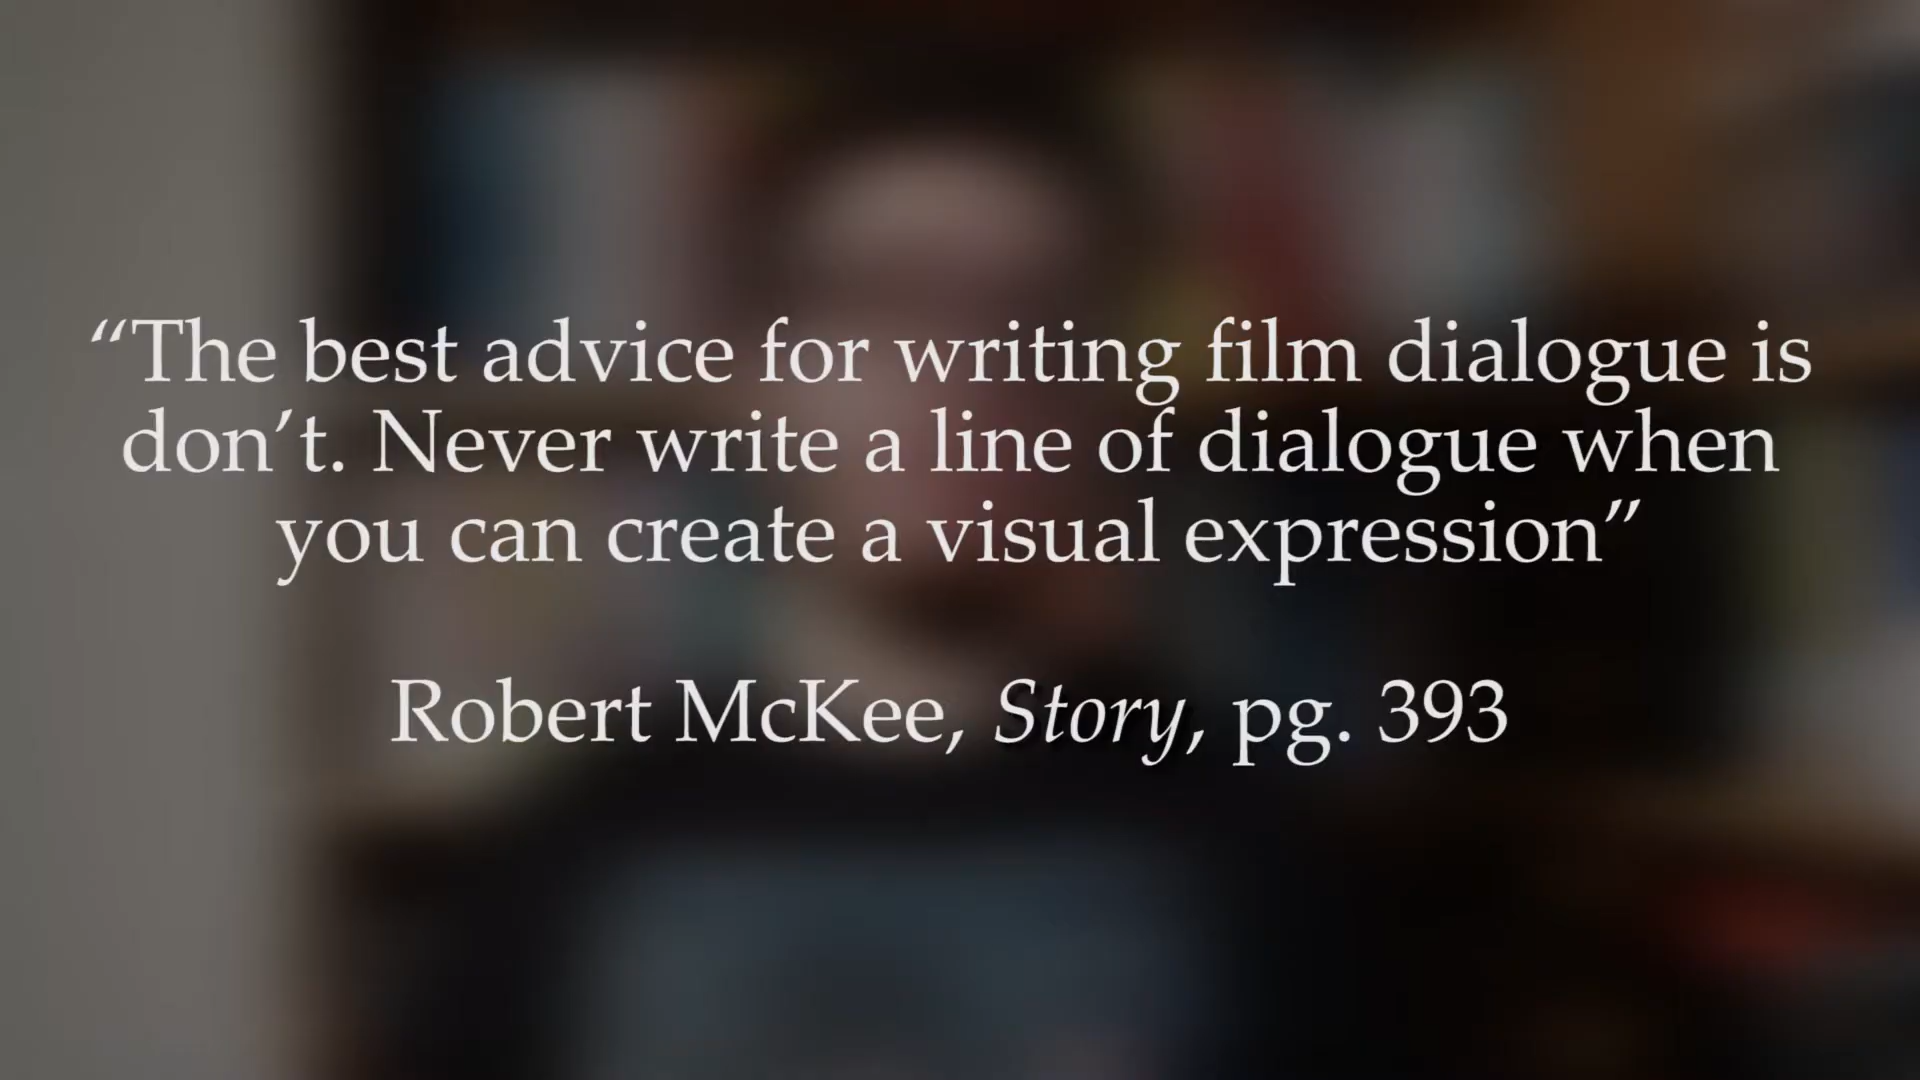 “The best advice for writing film dialogue is
don’t. Never write a line of dialogue when
you can create a visual expression”
Robert McKee, Story, pg. 393